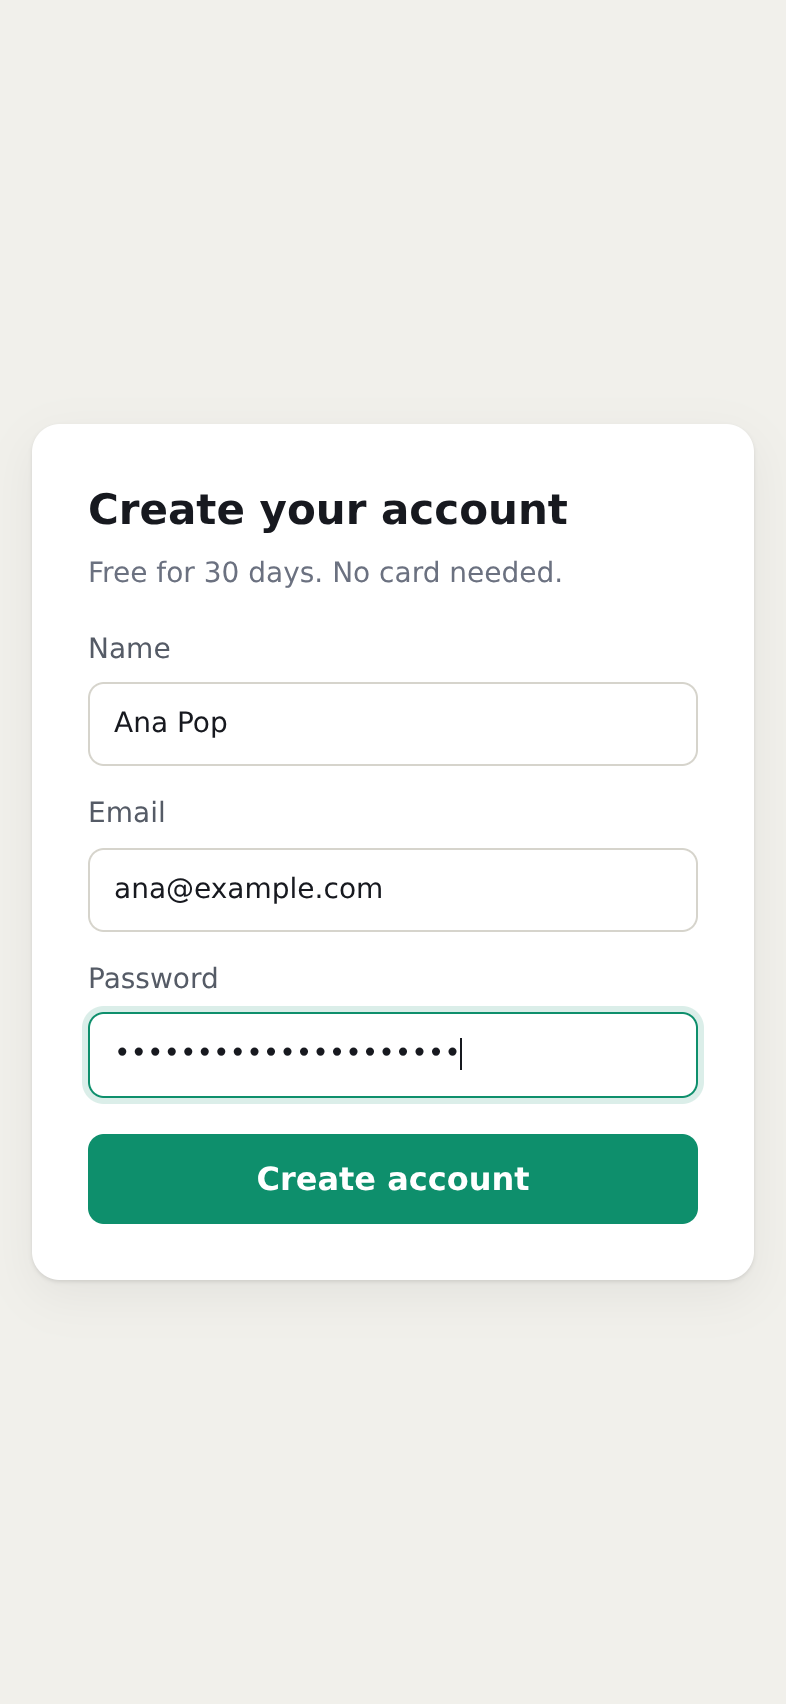 Create your account
Free for 30 days. No card needed.
Name
Ana Pop
Email
ana@example.com
Password
•••••••••••••••••••••
Create account